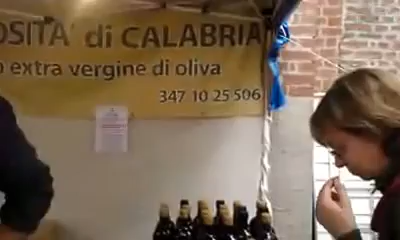 OSITA' di CALABRIA
o extra vergine di oliva
347 10 25 506